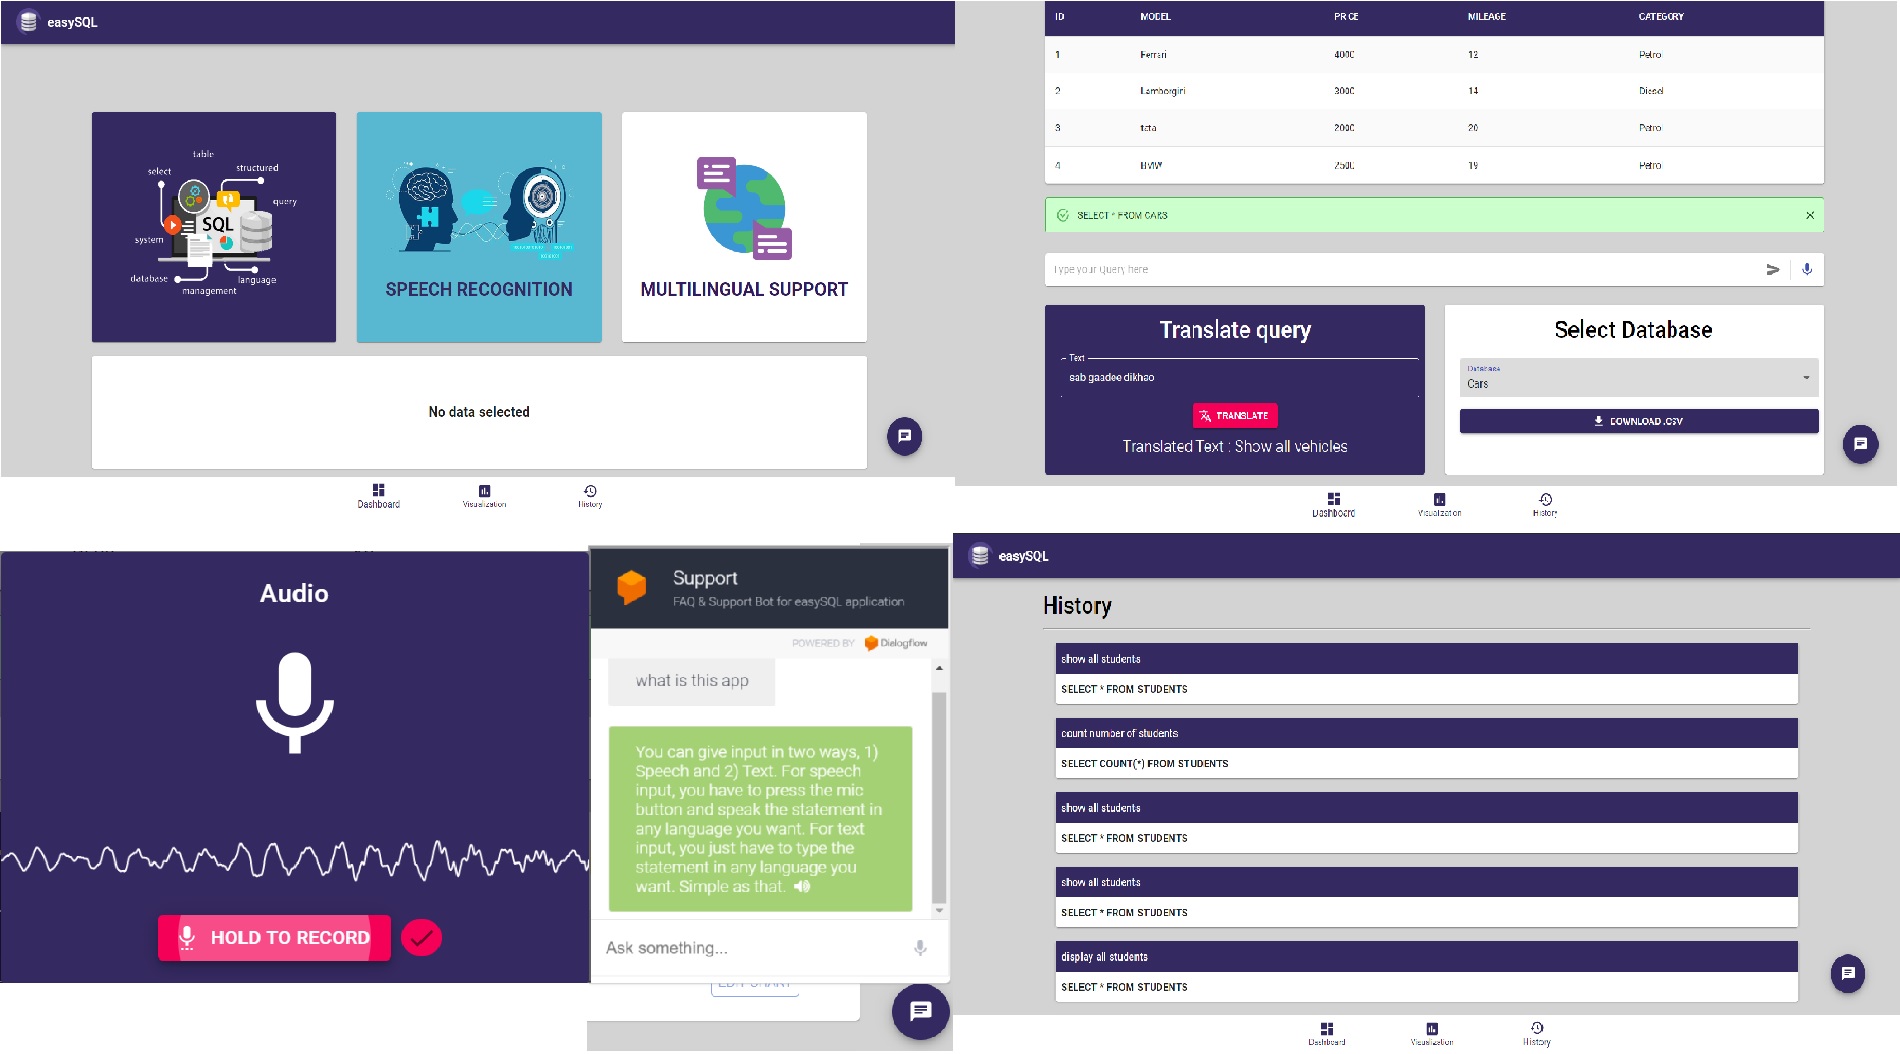 easySQL
table
select
structured
query
SQL
system
database
language
management
SPEECH RECOGNITION
MULTILINGUAL SUPPORT
No data selected
Dashboard
Visualization
History
ID MODEL PRICE MILEAGE CATEGORY
1 Ferrari 4000 12 Petrol
2 Lamborgini 3000 14 Diesel
3 tata 2000 20 Petrol
4 BMW 2500 19 Petrol
SELECT * FROM CARS
Type your Query here
Translate query
Text
sab gaadee dikhao
TRANSLATE
Translated Text : Show all vehicles
Select Database
Database
Cars
DOWNLOAD .CSV
Dashboard
Visualization
History
Audio
HOLD TO RECORD
Support
FAQ & Support Bot for easySQL application
POWERED BY Dialogflow
what is this app
You can give input in two ways, 1)
Speech and 2) Text. For speech
input, you have to press the mic
button and speak the statement in
any language you want. For text
input, you just have to type the
statement in any language you
want. Simple as that.
Ask something...
EDIT CHART
easySQL
History
show all students
SELECT * FROM STUDENTS
count number of students
SELECT COUNT(*) FROM STUDENTS
show all students
SELECT * FROM STUDENTS
show all students
SELECT * FROM STUDENTS
display all students
SELECT * FROM STUDENTS
Dashboard
Visualization
History